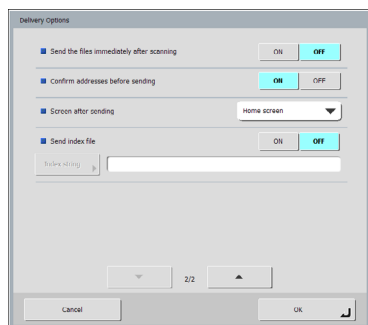 Delivery Options
Send the files immediately after scanning
ON OFF
Confirm addresses before sending
ON OFF
Screen after sending
Home screen
Send index file
ON OFF
Index string
2/2
Cancel
OK